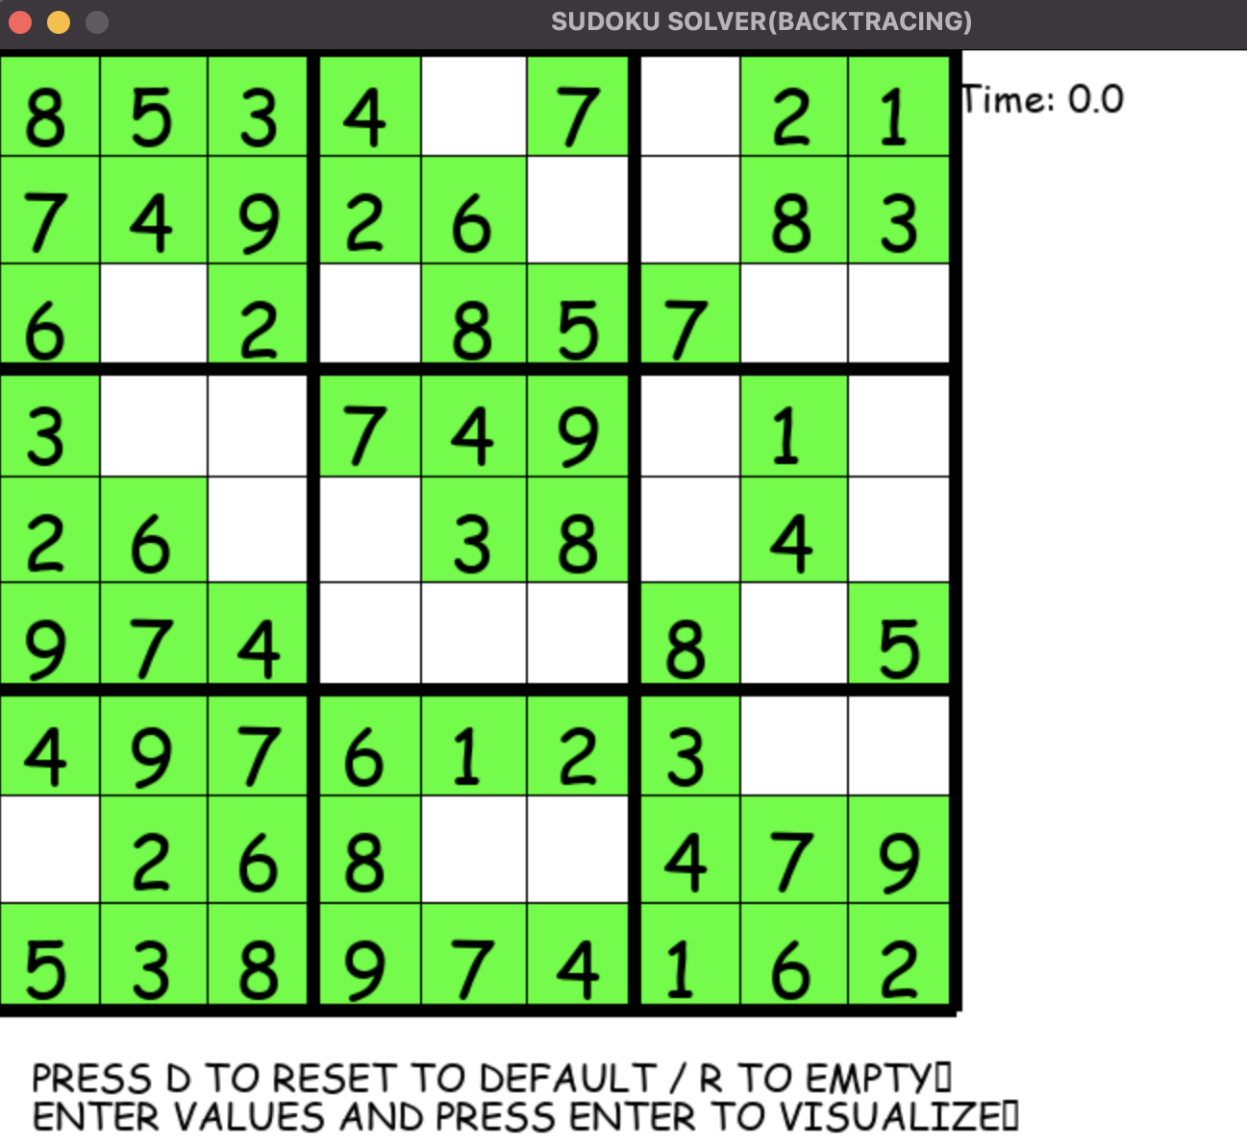 SUDOKU SOLVER(BACKTRACING)
8 5 3 4 7 2 1
Time: 0.0
7 4 9 2 6 8 3
6 2 8 5 7
3 7 4 9 1
2 6 3 8 4
9 7 4 8 5
4 9 7 6 1 2 3
2 6 8 4 7 9
5 3 8 9 7 4 1 6 2
PRESS D TO RESET TO DEFAULT / R TO EMPTY▯
ENTER VALUES AND PRESS ENTER TO VISUALIZE▯